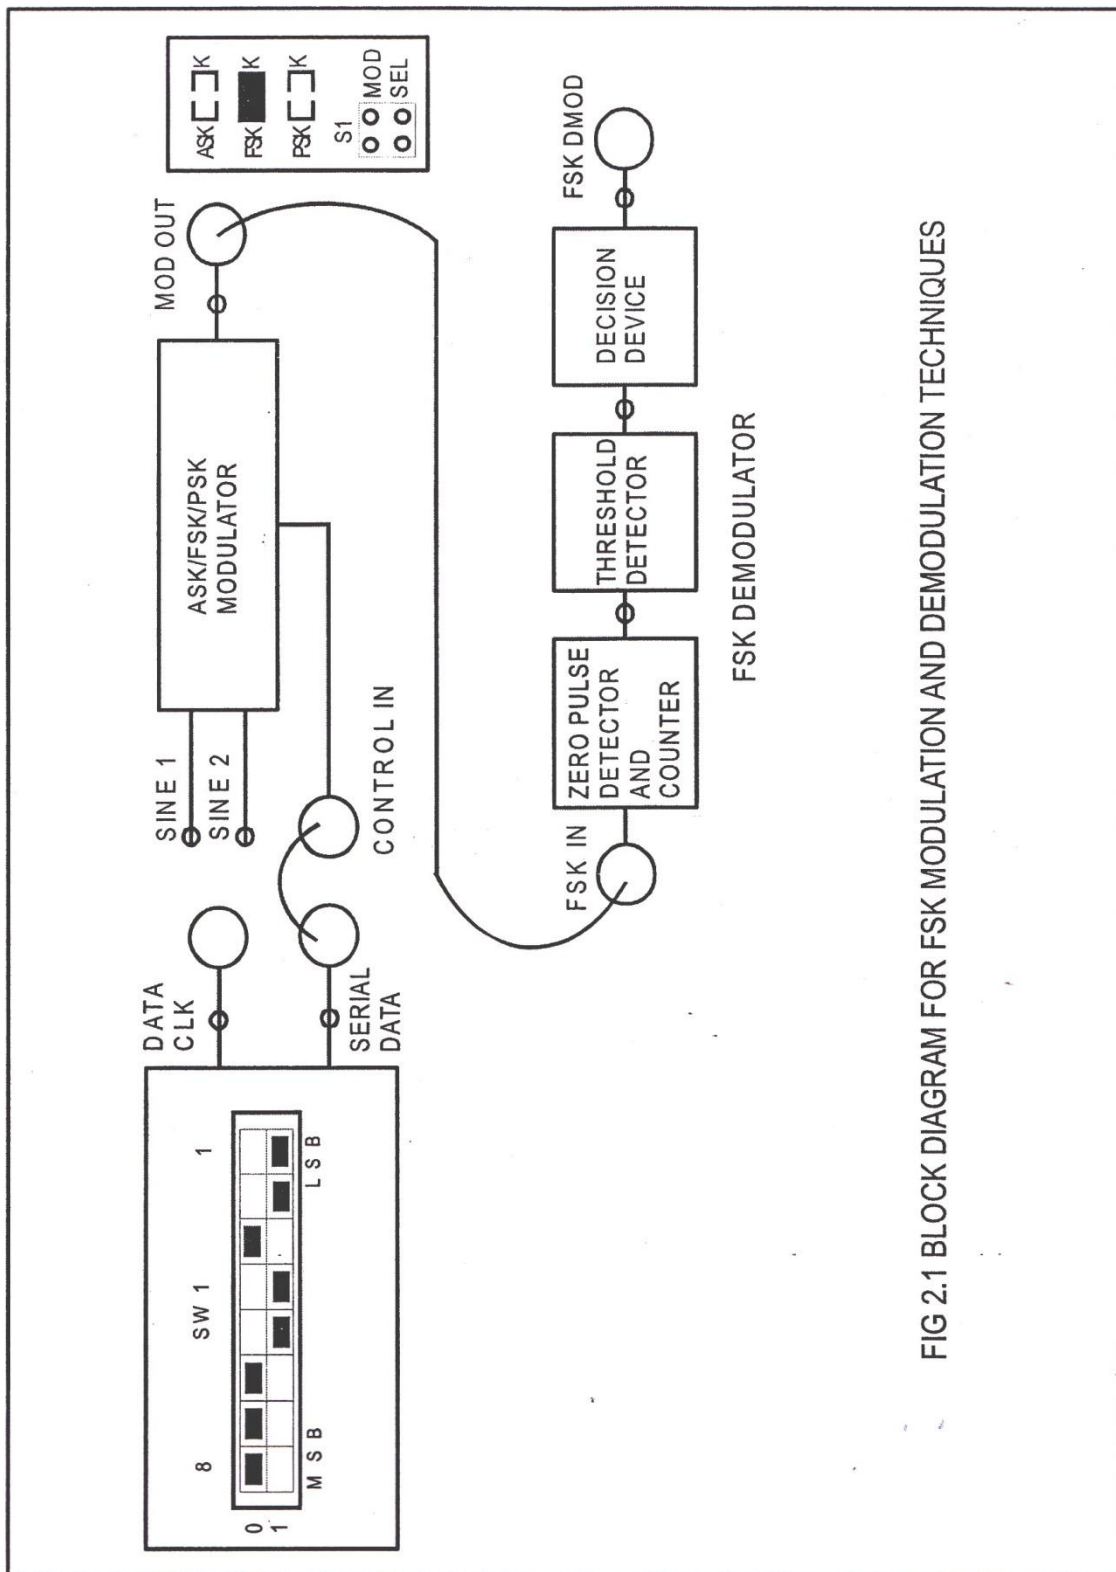 8 SW 1 1
0
1
M S B L S B
DATA
CLK
SERIAL
DATA
SINE 1
SINE 2
CONTROL IN
ASK/FSK/PSK
MODULATOR
MOD OUT
ASK K
FSK K
PSK K
S1
MOD
SEL
FSK IN
ZERO PULSE
DETECTOR
AND
COUNTER
THRESHOLD
DETECTOR
DECISION
DEVICE
FSK DMOD
FSK DEMODULATOR
FIG 2.1 BLOCK DIAGRAM FOR FSK MODULATION AND DEMODULATION TECHNIQUES